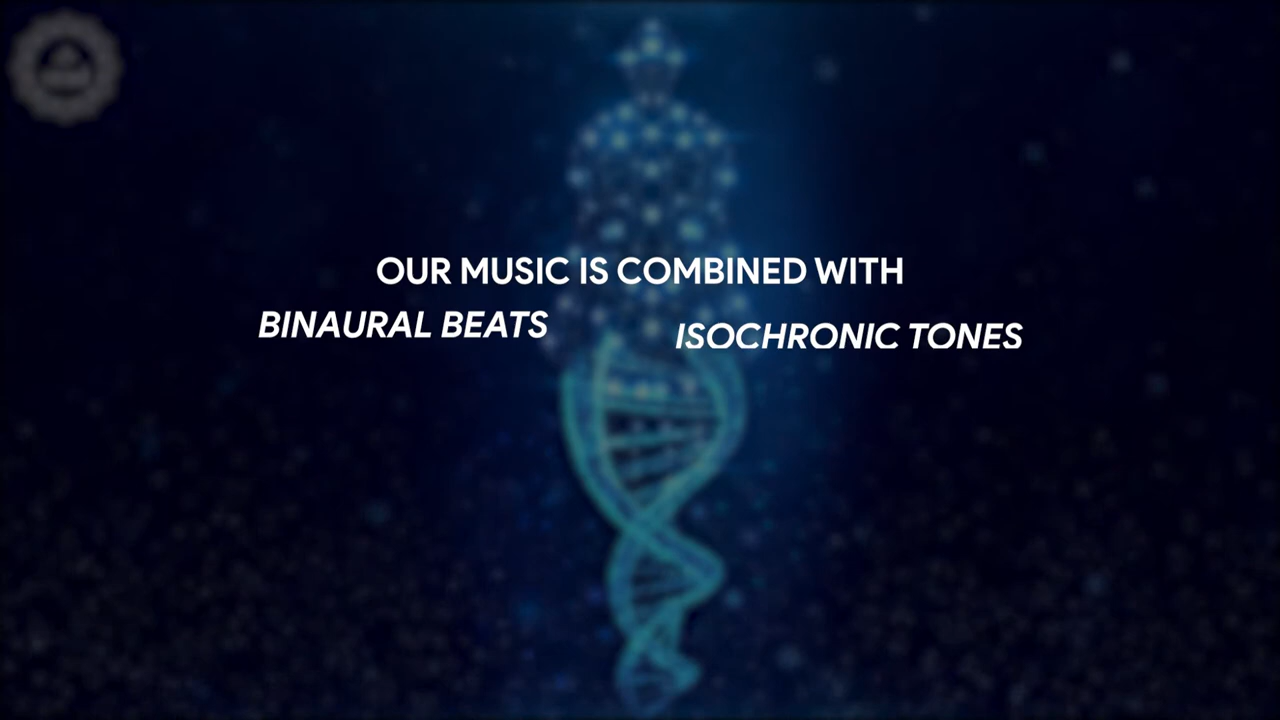 OUR MUSIC IS COMBINED WITH
BINAURAL BEATS
ISOCHRONIC TONES